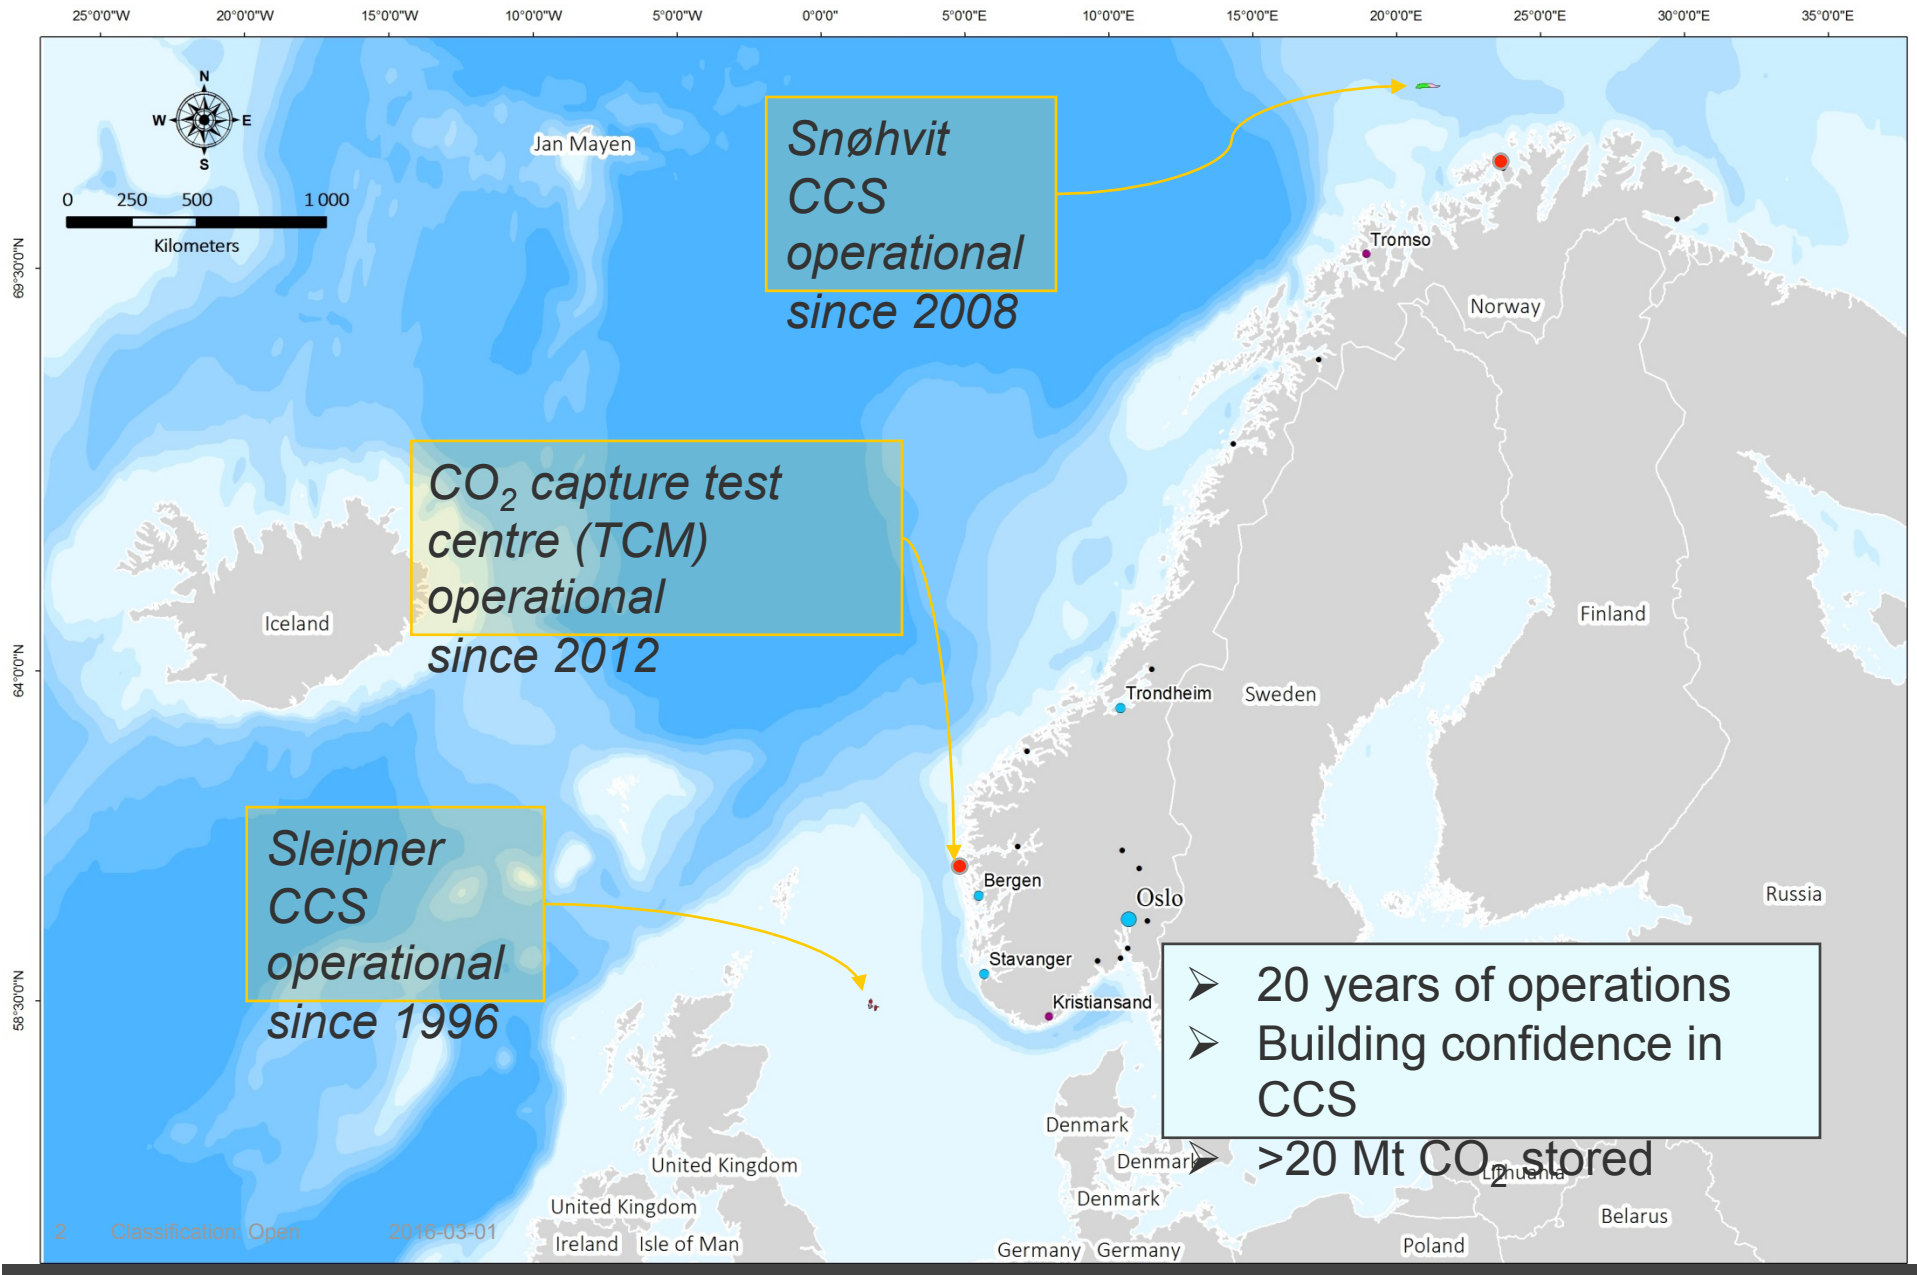 25°0'0"W 20°0'0"W 15°0'0"W 10°0'0"W 5°0'0"W 0°0'0" 5°0'0"E 10°0'0"E 15°0'0"E 20°0'0"E 25°0'0"E 30°0'0"E 35°0'0"E
N
W E
S
0 250 500 1 000
Kilometers
69°30'0"N
64°0'0"N
58°30'0"N
Jan Mayen
Snøhvit
CCS
operational
since 2008
Tromso
Norway
CO2 capture test
centre (TCM)
operational
since 2012
Iceland
Finland
Trondheim
Sweden
Sleipner
CCS
operational
since 1996
Bergen
Oslo
Russia
Stavanger
Kristiansand
➢ 20 years of operations
➢ Building confidence in
CCS
➢ >20 Mt CO2 stored
Denmark
Denmark
Denmark
Lithuania
United Kingdom
United Kingdom
Belarus
Ireland
Isle of Man
Germany
Germany
Poland
2 Classification: Open 2016-03-01